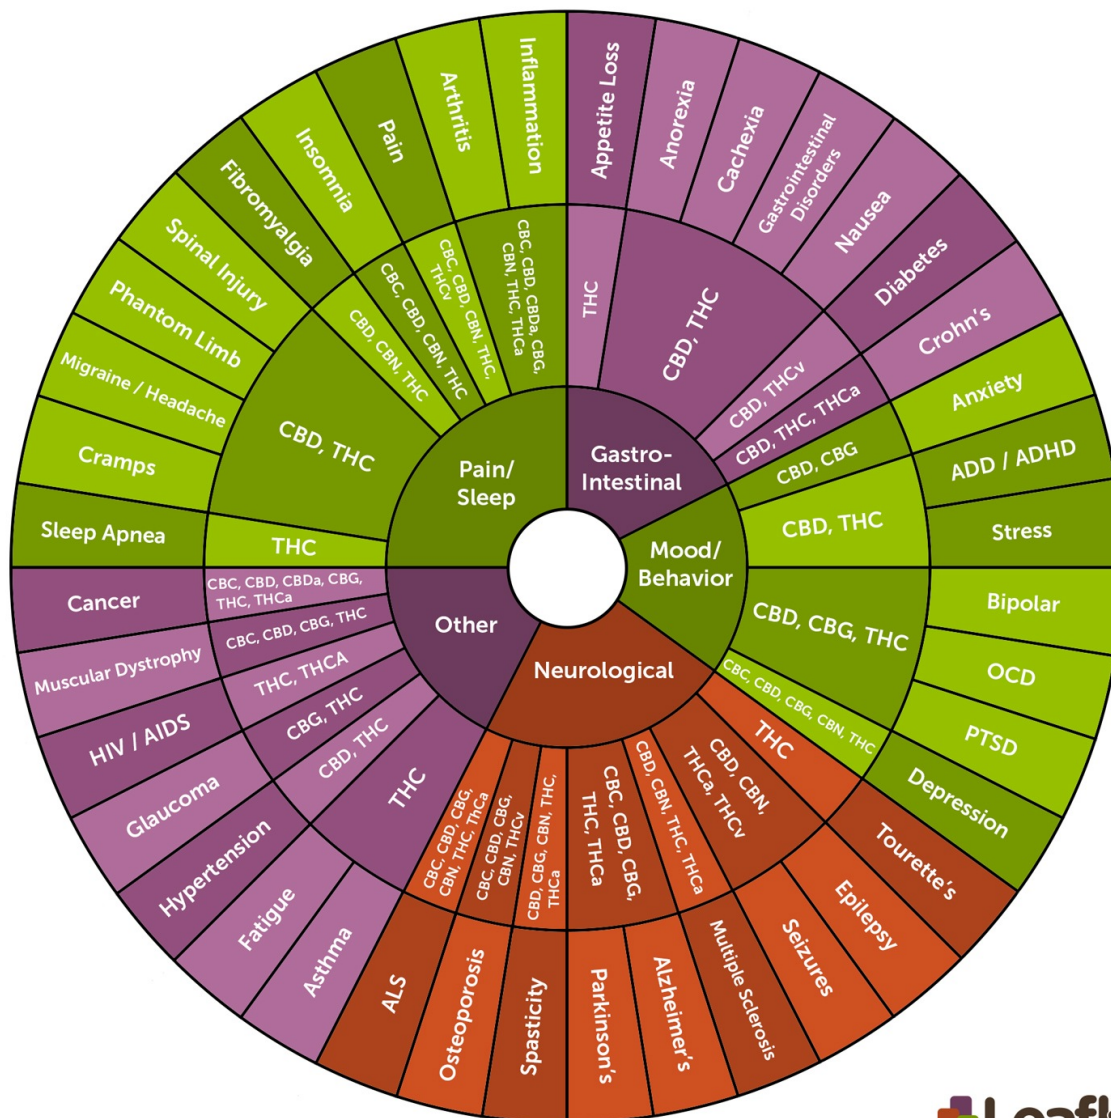 Inflammation
Arthritis
Pain
Insomnia
Fibromyalgia
Spinal Injury
Phantom Limb
Migraine / Headache
Cramps
Sleep Apnea
CBC, CBD, CBDa, CBG,
CBN, THC, THCa
CBC, CBD, CBN, THC,
THCv
CBC, CBD, CBN, THC
CBD, CBN, THC
CBD, THC
THC
Pain/
Sleep
Appetite Loss
Anorexia
Cachexia
Gastrointestinal
Disorders
Nausea
Diabetes
Crohn's
THC
CBD, THC
CBD, THCv
CBD, THC, THCa
Gastro-
Intestinal
Anxiety
ADD / ADHD
Stress
Bipolar
OCD
PTSD
Depression
CBD, CBG
CBD, THC
CBD, CBG, THC
CBC, CBD, CBG, CBN, THC
Mood/
Behavior
Tourette's
Epilepsy
Seizures
Multiple Sclerosis
Alzheimer's
Parkinson's
Spasticity
Osteoporosis
ALS
THC
CBD, CBN,
THCa, THCv
CBD, CBN, THC, THCa
CBC, CBD, CBG,
THC, THCa
CBD, CBG, CBN, THC,
THCa
CBC, CBD, CBG,
CBN, THCv
CBC, CBD, CBG,
CBN, THC, THCa
Neurological
Cancer
Muscular Dystrophy
HIV / AIDS
Glaucoma
Hypertension
Fatigue
Asthma
CBC, CBD, CBDa, CBG,
THC, THCa
CBC, CBD, CBG, THC
THC, THCA
CBG, THC
CBD, THC
THC
Other